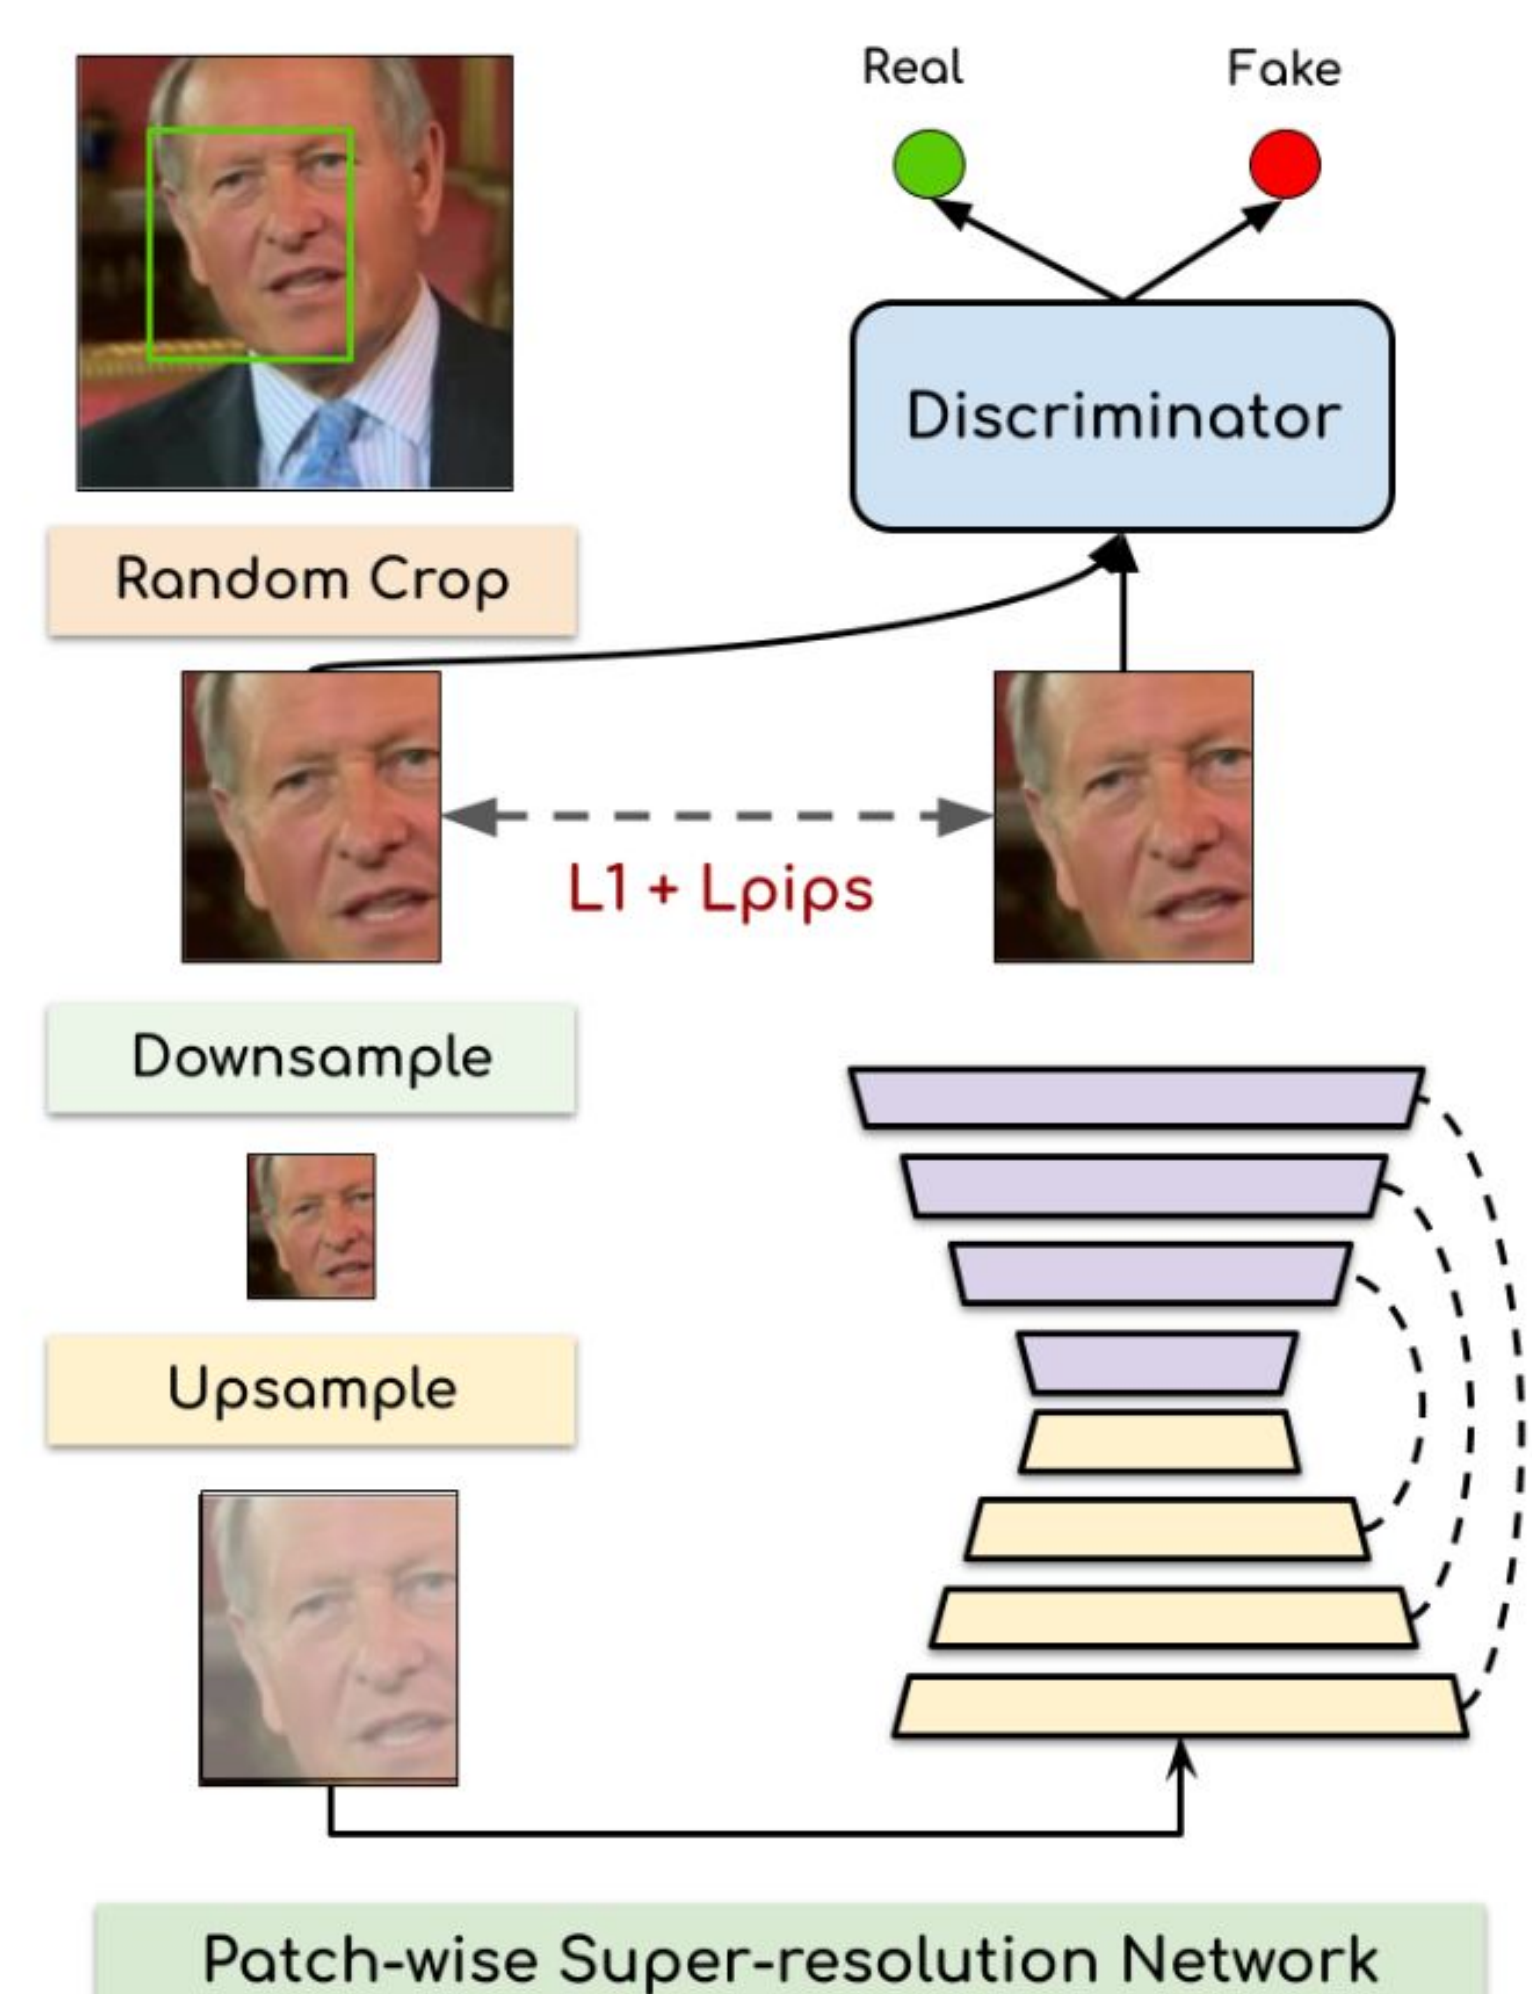 Real
Fake
Discriminator
Random Crop
L1 + Lpips
Downsample
Upsample
Patch-wise Super-resolution Network